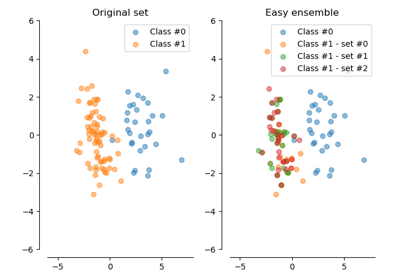 Original set
Easy ensemble
6
4
2
0
−2
−4
−6
−5
0
5
Class #0
Class #1
6
4
2
0
−2
−4
−6
−5
0
5
Class #0
Class #1 - set #0
Class #1 - set #1
Class #1 - set #2